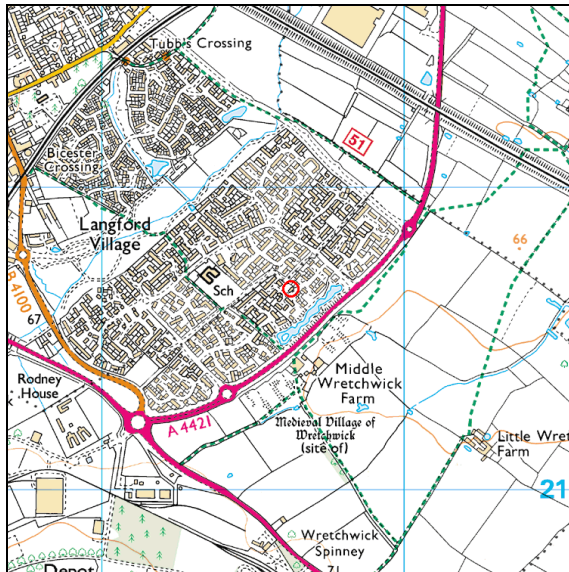 Tubb's Crossing
51
Bicester
Crossing
Langford
Village
66
B 4100
Sch
67
Middle
Wretchwick
Farm
Rodney
House
A 4421
Medieval Village of
Wretchwick
(site of)
Little Wret
Farm
21
Wretchwick
Spinney
71
Depot